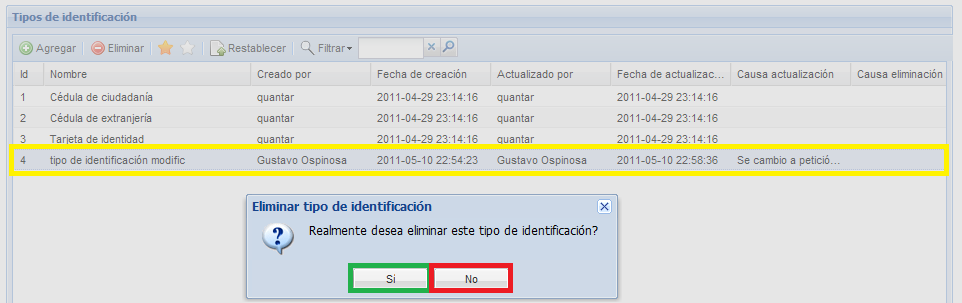 Tipos de identificación
Agregar Eliminar Restablecer Filtrar
Id Nombre Creado por Fecha de creación Actualizado por Fecha de actualizac... Causa actualización Causa eliminación
1 Cédula de ciudadanía quantar 2011-04-29 23:14:16 quantar 2011-04-29 23:14:16
2 Cédula de extranjería quantar 2011-04-29 23:14:16 quantar 2011-04-29 23:14:16
3 Tarjeta de identidad quantar 2011-04-29 23:14:16 quantar 2011-04-29 23:14:16
4 tipo de identificación modific Gustavo Ospinosa 2011-05-10 22:54:23 Gustavo Ospinosa 2011-05-10 22:58:36 Se cambio a petició...
Eliminar tipo de identificación
Realmente desea eliminar este tipo de identificación?
Si No